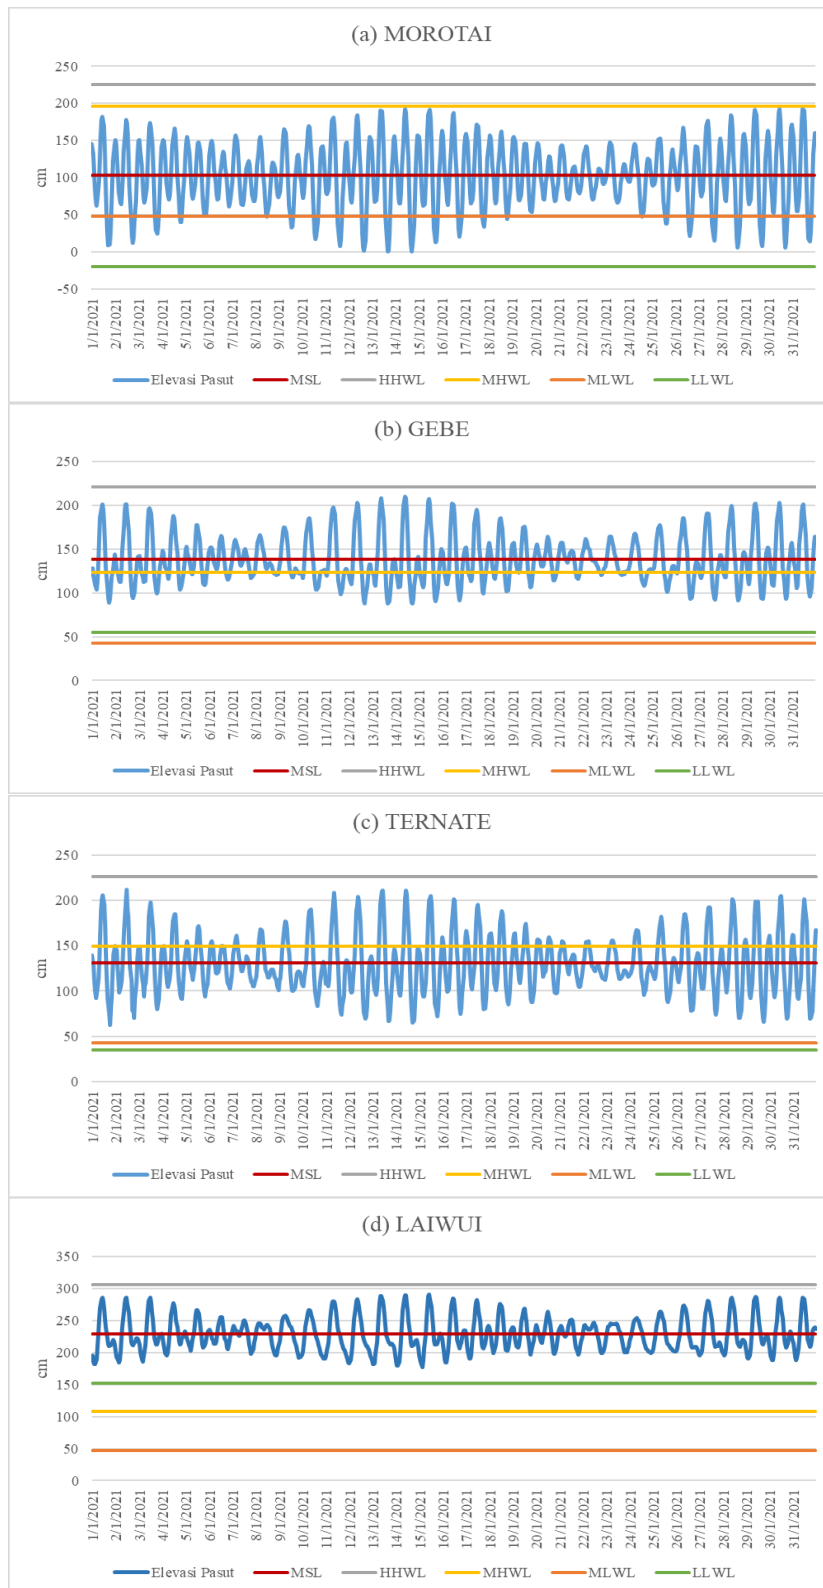 (a) MOROTAI
250
200
150
100
50
0
-50
cm
1/1/2021 2/1/2021 3/1/2021 4/1/2021 5/1/2021 6/1/2021 7/1/2021 8/1/2021 9/1/2021 10/1/2021 11/1/2021 12/1/2021 13/1/2021 14/1/2021 15/1/2021 16/1/2021 17/1/2021 18/1/2021 19/1/2021 20/1/2021 21/1/2021 22/1/2021 23/1/2021 24/1/2021 25/1/2021 26/1/2021 27/1/2021 28/1/2021 29/1/2021 30/1/2021 31/1/2021
Elevasi Pasut MSL HHWL MHWL MLWL LLWL
(b) GEBE
250
200
150
100
50
0
cm
1/1/2021 2/1/2021 3/1/2021 4/1/2021 5/1/2021 6/1/2021 7/1/2021 8/1/2021 9/1/2021 10/1/2021 11/1/2021 12/1/2021 13/1/2021 14/1/2021 15/1/2021 16/1/2021 17/1/2021 18/1/2021 19/1/2021 20/1/2021 21/1/2021 22/1/2021 23/1/2021 24/1/2021 25/1/2021 26/1/2021 27/1/2021 28/1/2021 29/1/2021 30/1/2021 31/1/2021
Elevasi Pasut MSL HHWL MHWL MLWL LLWL
(c) TERNATE
250
200
150
100
50
0
cm
1/1/2021 2/1/2021 3/1/2021 4/1/2021 5/1/2021 6/1/2021 7/1/2021 8/1/2021 9/1/2021 10/1/2021 11/1/2021 12/1/2021 13/1/2021 14/1/2021 15/1/2021 16/1/2021 17/1/2021 18/1/2021 19/1/2021 20/1/2021 21/1/2021 22/1/2021 23/1/2021 24/1/2021 25/1/2021 26/1/2021 27/1/2021 28/1/2021 29/1/2021 30/1/2021 31/1/2021
Elevasi Pasut MSL HHWL MHWL MLWL LLWL
(d) LAIWUI
350
300
250
200
150
100
50
0
cm
1/1/2021 2/1/2021 3/1/2021 4/1/2021 5/1/2021 6/1/2021 7/1/2021 8/1/2021 9/1/2021 10/1/2021 11/1/2021 12/1/2021 13/1/2021 14/1/2021 15/1/2021 16/1/2021 17/1/2021 18/1/2021 19/1/2021 20/1/2021 21/1/2021 22/1/2021 23/1/2021 24/1/2021 25/1/2021 26/1/2021 27/1/2021 28/1/2021 29/1/2021 30/1/2021 31/1/2021
Elevasi Pasut MSL HHWL MHWL MLWL LLWL